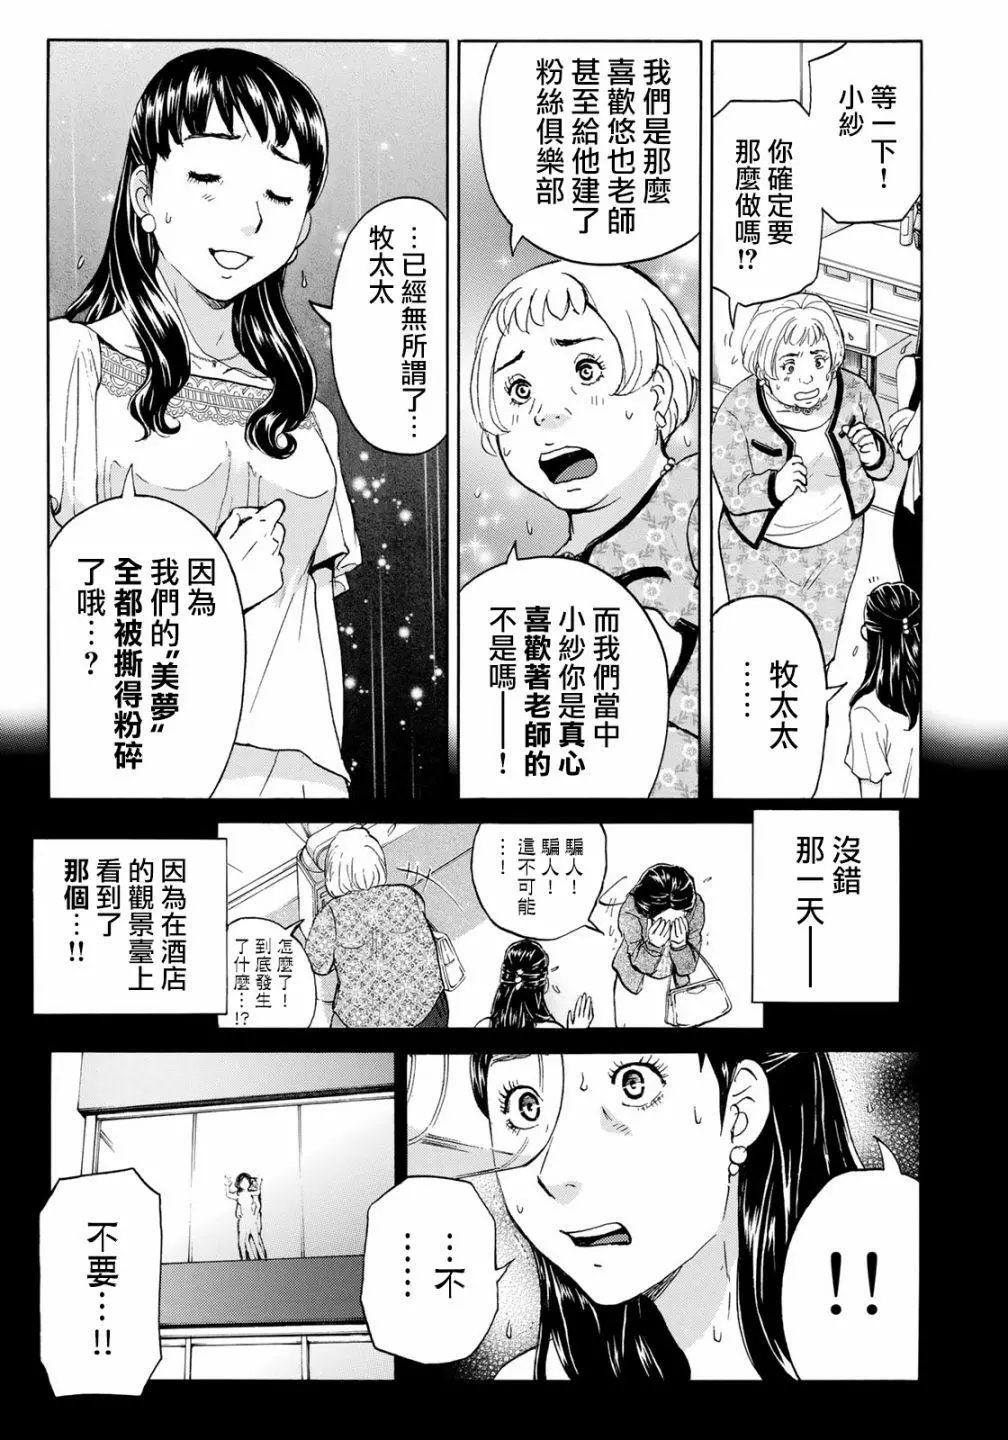 等一下！
小紗
你確定要
那麼做嗎!?
牧太太
……
我們是那麼
喜歡悠也老師
甚至給他建了
粉絲俱樂部
而我們當中
小紗你是真心
喜歡著老師的
不是嗎——！
…已經無所謂了…
牧太太
因為
我們的“美夢”
全都被撕得粉碎
了哦…？
沒錯
那一天——
騙人！
騙人！
這不可能
…！
怎麼了！
到底發生
了什麼…!?
因為在酒店
的觀景臺上
看到了
那個…!!
!!
…不
……
不要…!!